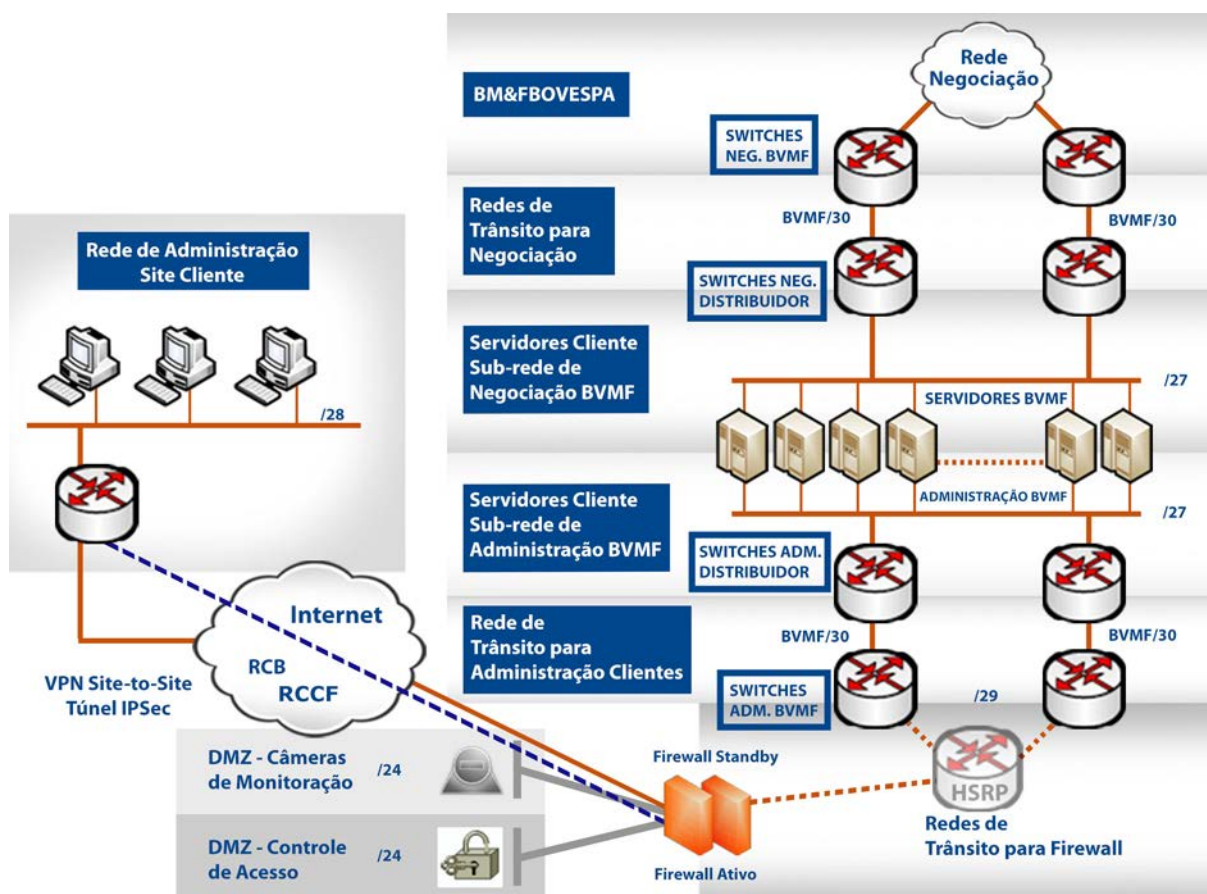 Rede
Negociação
BM&FBOVESPA
SWITCHES
NEG. BVMF
Redes de
Trânsito para
Negociação
BVMF/30
BVMF/30
SWITCHES NEG.
DISTRIBUIDOR
Rede de Administração
Site Cliente
/28
Servidores Cliente
Sub-rede de
Negociação BVMF
/27
SERVIDORES BVMF
Servidores Cliente
Sub-rede de
Administração BVMF
ADMINISTRAÇÃO BVMF
/27
SWITCHES ADM.
DISTRIBUIDOR
Internet
RCB
RCCF
VPN Site-to-Site
Túnel IPSec
Rede de
Trânsito para
Administração Clientes
BVMF/30
BVMF/30
SWITCHES
ADM. BVMF
/29
DMZ - Câmeras
de Monitoração
/24
DMZ - Controle
de Acesso
/24
Firewall Standby
Firewall Ativo
HSRP
Redes de
Trânsito para Firewall